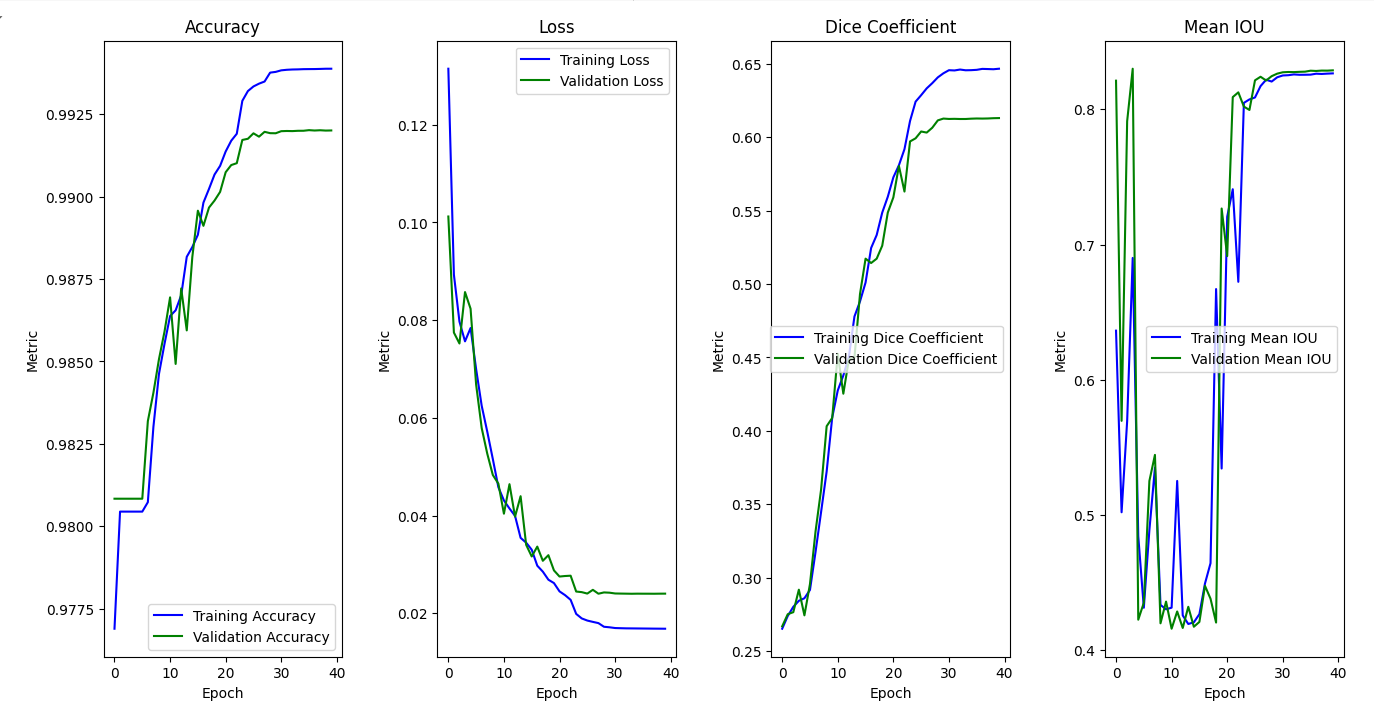 Accuracy
0.9925
0.9900
0.9875
0.9850
0.9825
0.9800
0.9775
Metric
Training Accuracy
Validation Accuracy
0 10 20 30 40
Epoch
Loss
Training Loss
Validation Loss
0.12
0.10
0.08
0.06
0.04
0.02
Metric
0 10 20 30 40
Epoch
Dice Coefficient
0.65
0.60
0.55
0.50
0.45
0.40
0.35
0.30
0.25
Metric
Training Dice Coefficient
Validation Dice Coefficient
0 10 20 30 40
Epoch
Mean IOU
0.8
0.7
0.6
0.5
0.4
Metric
Training Mean IOU
Validation Mean IOU
0 10 20 30 40
Epoch